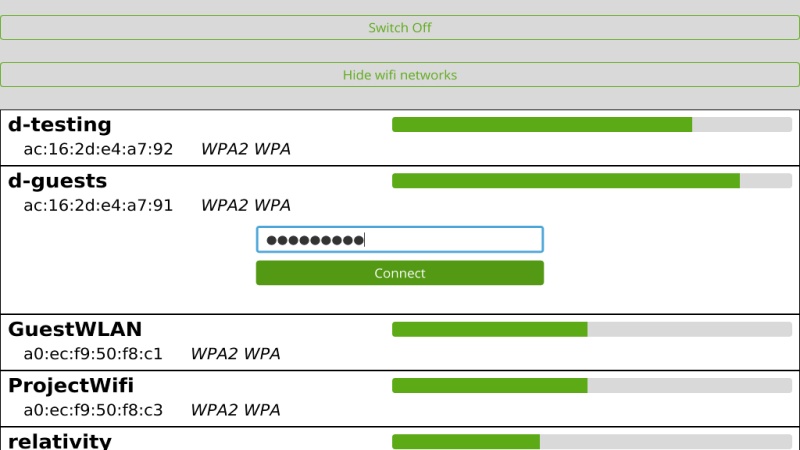 Switch Off
Hide wifi networks
d-testing
ac:16:2d:e4:a7:92 WPA2 WPA
d-guests
ac:16:2d:e4:a7:91 WPA2 WPA
●●●●●●●●●
Connect
GuestWLAN
a0:ec:f9:50:f8:c1 WPA2 WPA
ProjectWifi
a0:ec:f9:50:f8:c3 WPA2 WPA
relativity